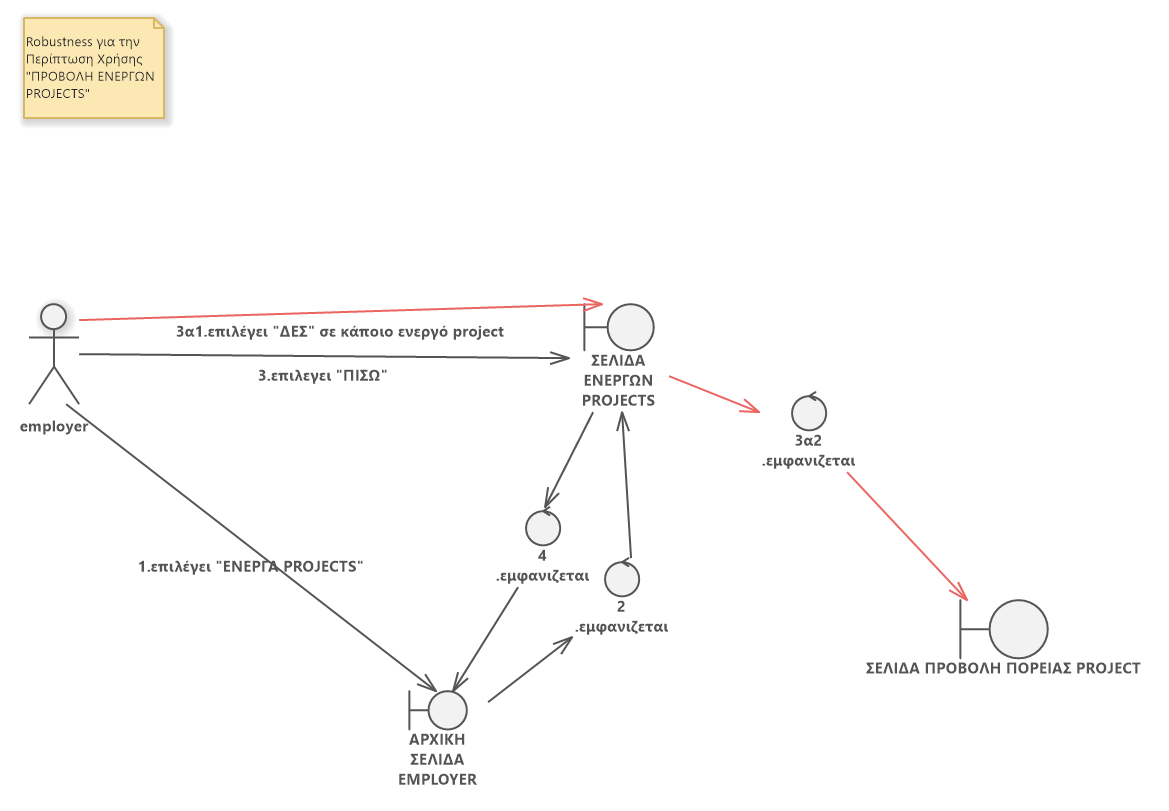 Robustness για την
Περίπτωση Χρήσης
"ΠΡΟΒΟΛΗ ΕΝΕΡΓΩΝ
PROJECTS"
3α1.επιλέγει "ΔΕΣ" σε κάποιο ενεργό project
3.επιλεγει "ΠΙΣΩ"
ΣΕΛΙΔΑ
ΕΝΕΡΓΩΝ
PROJECTS
employer
3α2
.εμφανιζεται
4
.εμφανιζεται
1.επιλέγει "ΕΝΕΡΓΑ PROJECTS"
2
.εμφανιζεται
ΣΕΛΙΔΑ ΠΡΟΒΟΛΗ ΠΟΡΕΙΑΣ PROJECT
ΑΡΧΙΚΗ
ΣΕΛΙΔΑ
EMPLOYER